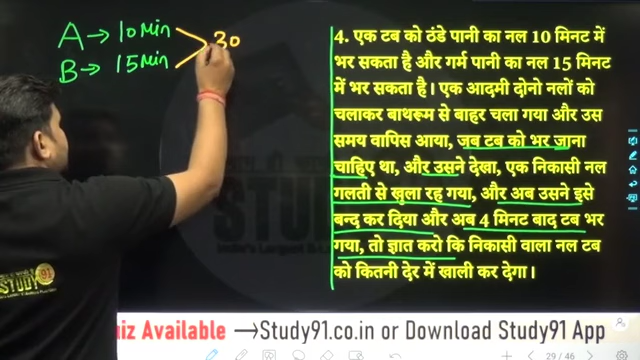 A → 10 Min
B → 15 Min
30
4. एक टब को ठंडे पानी का नल 10 मिनट में
भर सकता है और गर्म पानी का नल 15 मिनट
में भर सकता है। एक आदमी दोनो नलों को
चलाकर बाथरूम से बाहर चला गया और उस
समय वापिस आया, जब टब को भर जाना
चाहिए था, और उसने देखा, एक निकासी नल
गलती से खुला रह गया, और अब उसने इसे
बन्द कर दिया और अब 4 मिनट बाद टब भर
गया, तो ज्ञात करो कि निकासी वाला नल टब
को कितनी देर में खाली कर देगा।
STUDY
STUDY 91
uiz Available →Study91.co.in or Download Study91 App
29 / 46